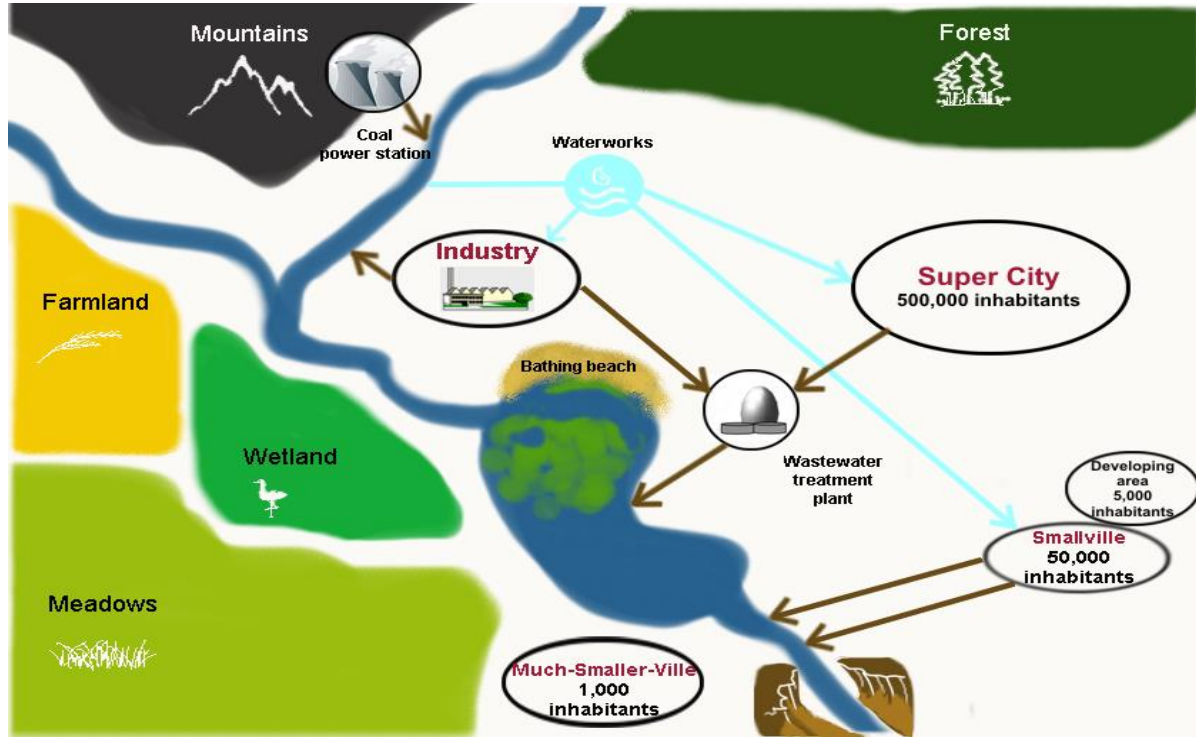 Mountains
Forest
Coal
power station
Waterworks
Industry
Super City
500,000 inhabitants
Farmland
Bathing beach
Wetland
Wastewater
treatment
plant
Developing
area
5,000
inhabitants
Smallville
50,000
inhabitants
Meadows
Much-Smaller-Ville
1,000
inhabitants